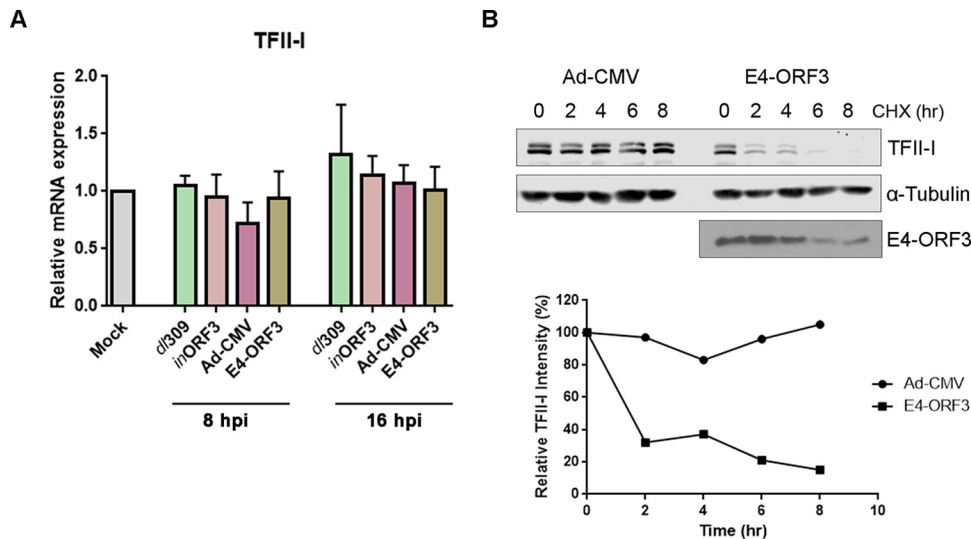 A
TFII-I
Relative mRNA expression
2.0
1.5
1.0
0.5
0.0
Mock
dl309
inORF3
Ad-CMV
E4-ORF3
dl309
inORF3
Ad-CMV
E4-ORF3
8 hpi
16 hpi
B
Ad-CMV
E4-ORF3
0 2 4 6 8 0 2 4 6 8 CHX (hr)
TFII-I
α-Tubulin
E4-ORF3
Relative TFII-I Intensity (%)
120
100
80
60
40
20
0
0 2 4 6 8 10
Time (hr)
Ad-CMV
E4-ORF3